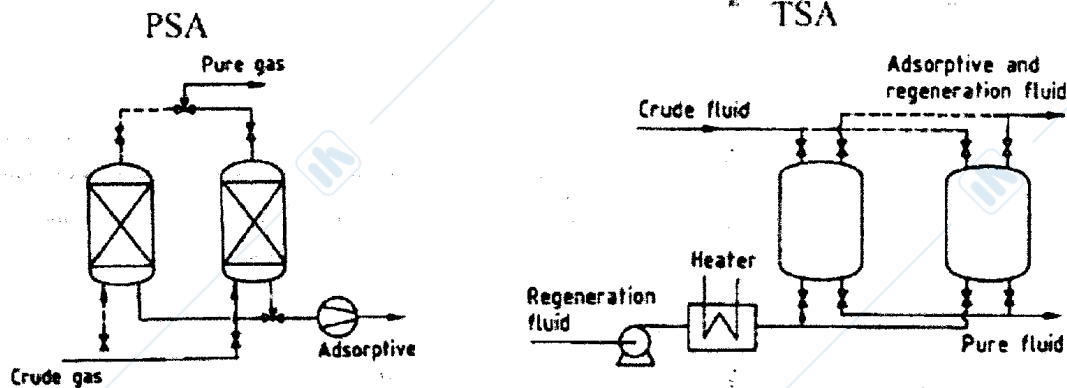 PSA
TSA
Pure gas
Adsorptive and
regeneration fluid
Crude fluid
Heater
Regeneration
fluid
Adsorptive
Pure fluid
Crude gas